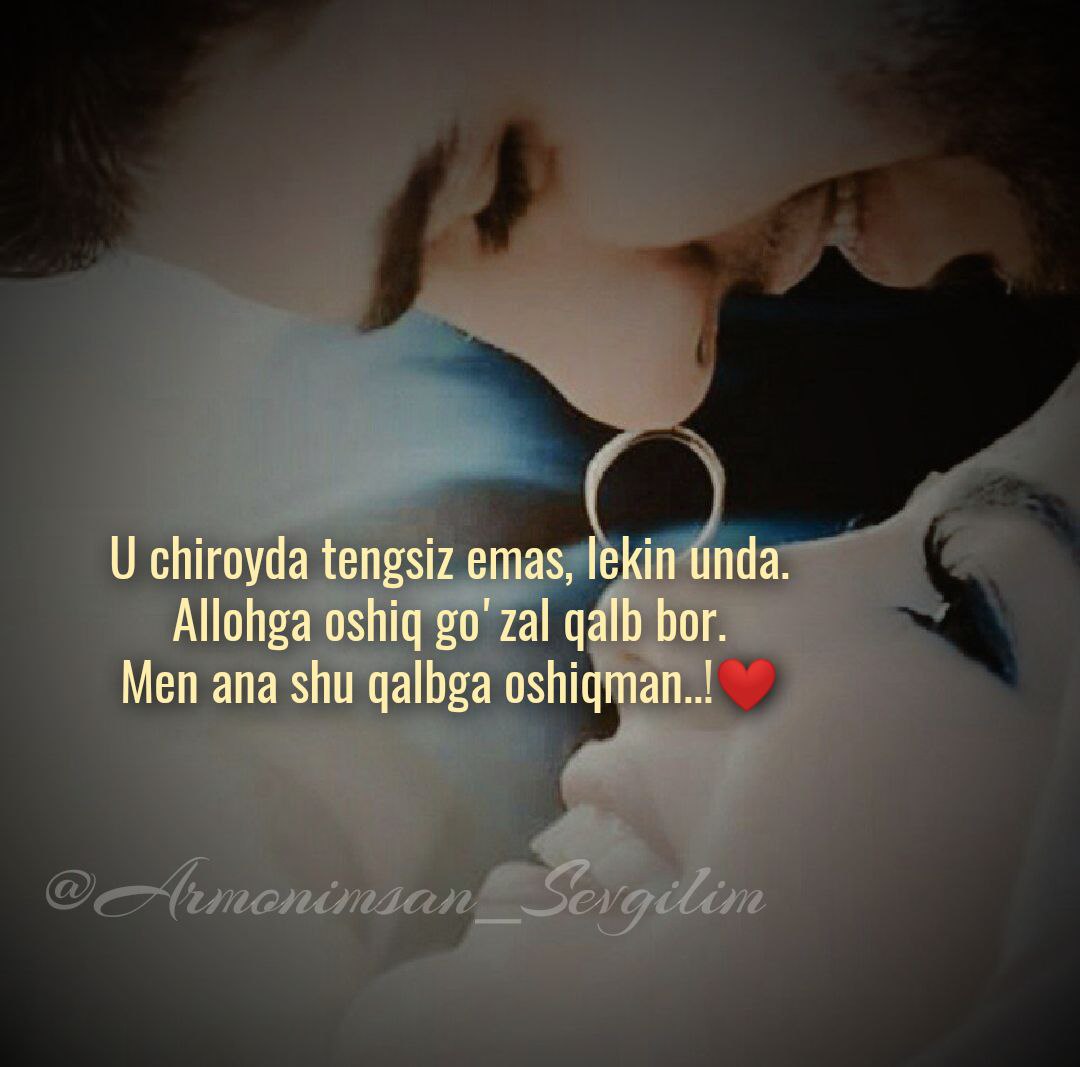 U chiroyda tengsiz emas, lekin unda.
Allohga oshiq go'zal qalb bor.
Men ana shu qalbga oshiqman..!❤️
@Armonimsan_Sevgilim